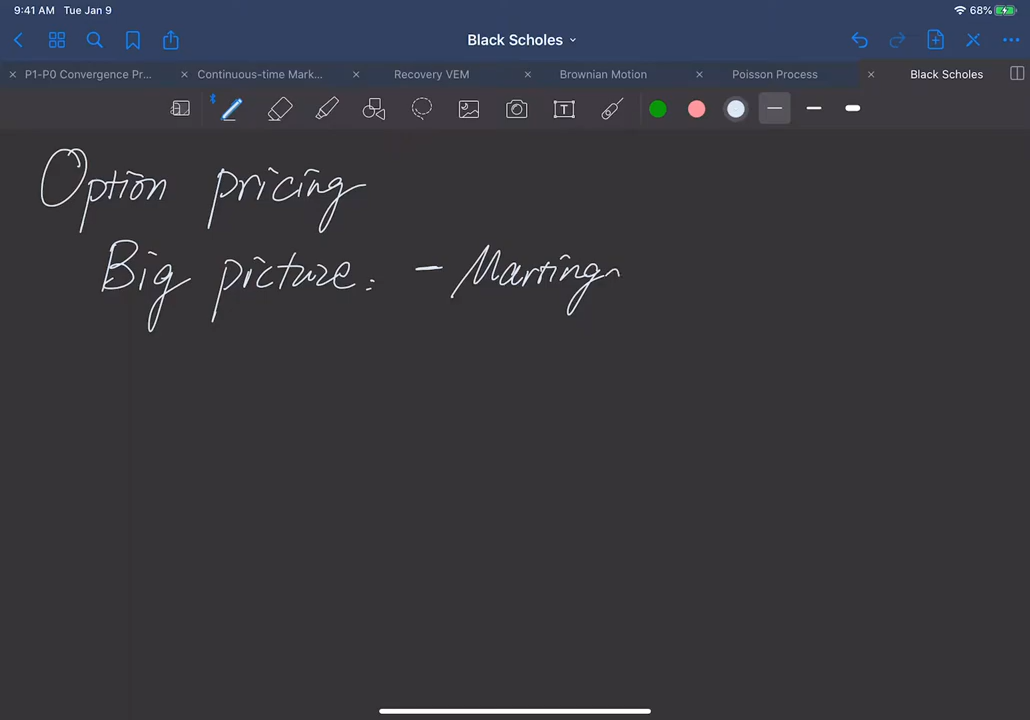 9:41 AM Tue Jan 9 68%
Black Scholes
P1-P0 Convergence Pr... Continuous-time Mark... Recovery VEM Brownian Motion Poisson Process Black Scholes
T
Option pricing
Big picture: - Marting